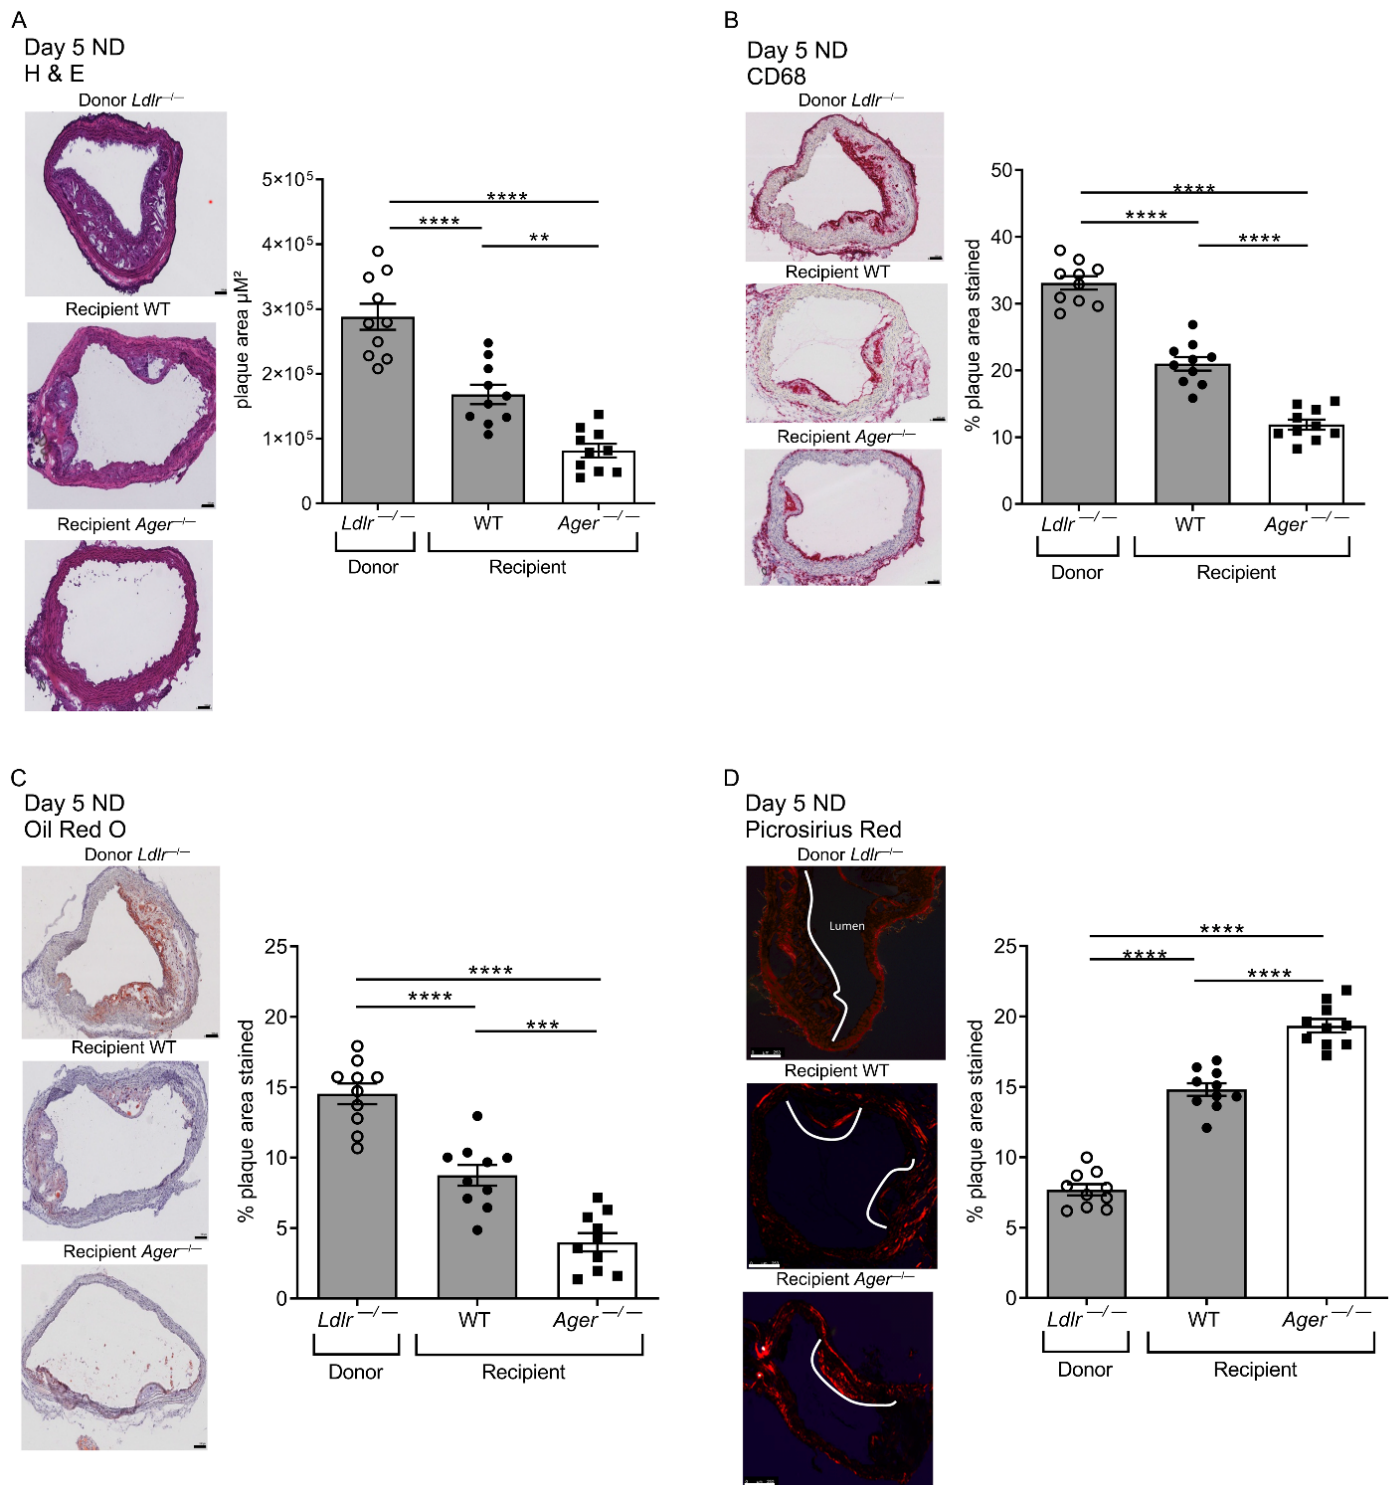 A
Day 5 ND
H & E
Donor Ldlr−/−
Recipient WT
Recipient Ager−/−
plaque area µM²
5×10⁵
4×10⁵
3×10⁵
2×10⁵
1×10⁵
0
****
****
**
Ldlr −/−
WT
Ager −/−
Donor
Recipient
B
Day 5 ND
CD68
Donor Ldlr−/−
Recipient WT
Recipient Ager−/−
% plaque area stained
50
40
30
20
10
0
****
****
****
Ldlr −/−
WT
Ager −/−
Donor
Recipient
C
Day 5 ND
Oil Red O
Donor Ldlr−/−
Recipient WT
Recipient Ager−/−
% plaque area stained
25
20
15
10
5
0
****
****
***
Ldlr −/−
WT
Ager −/−
Donor
Recipient
D
Day 5 ND
Picrosirius Red
Donor Ldlr−/−
Lumen
Recipient WT
Recipient Ager−/−
% plaque area stained
25
20
15
10
5
0
****
****
****
Ldlr −/−
WT
Ager −/−
Donor
Recipient